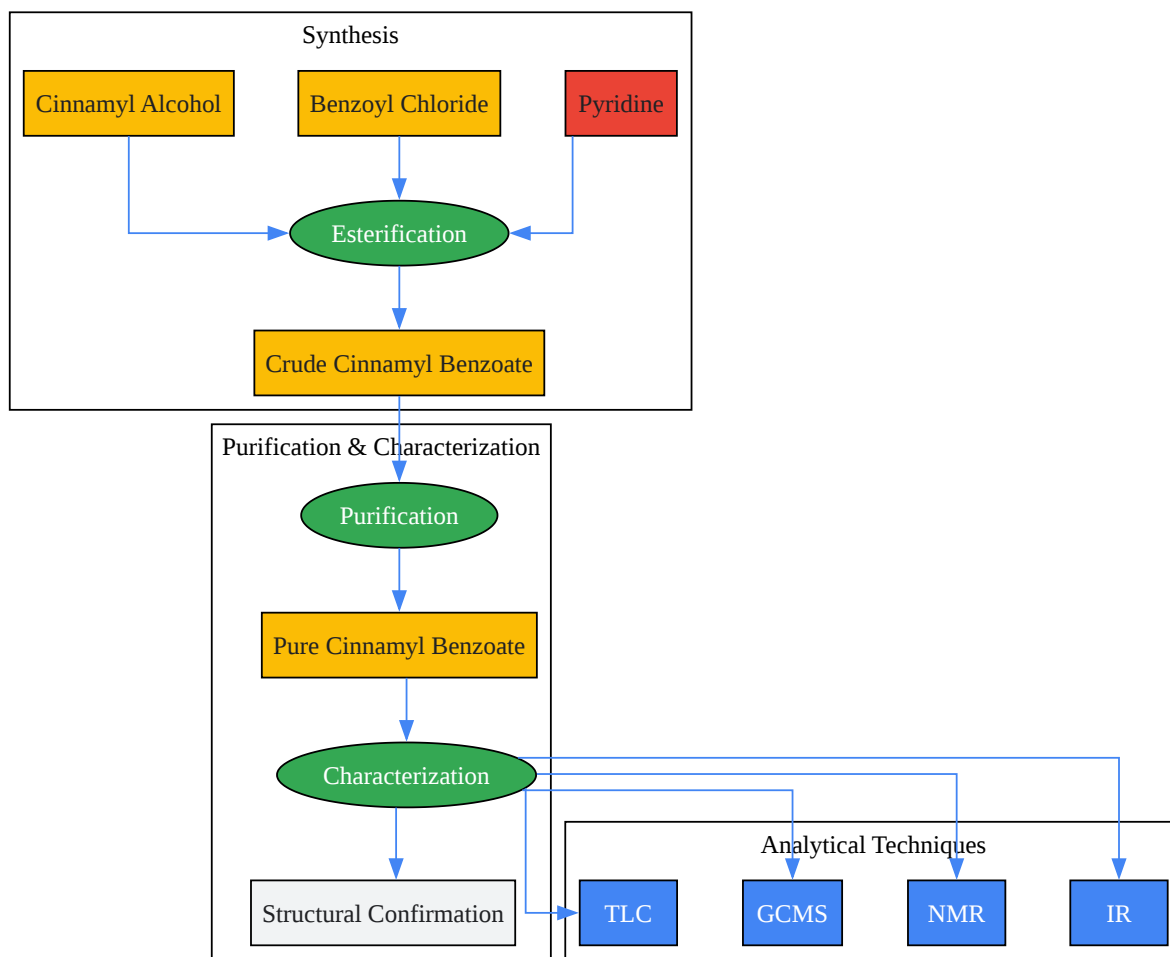 Synthesis
Cinnamyl Alcohol
Benzoyl Chloride
Pyridine
Esterification
Crude Cinnamyl Benzoate
Purification & Characterization
Purification
Pure Cinnamyl Benzoate
Characterization
Analytical Techniques
Structural Confirmation
TLC
GCMS
NMR
IR